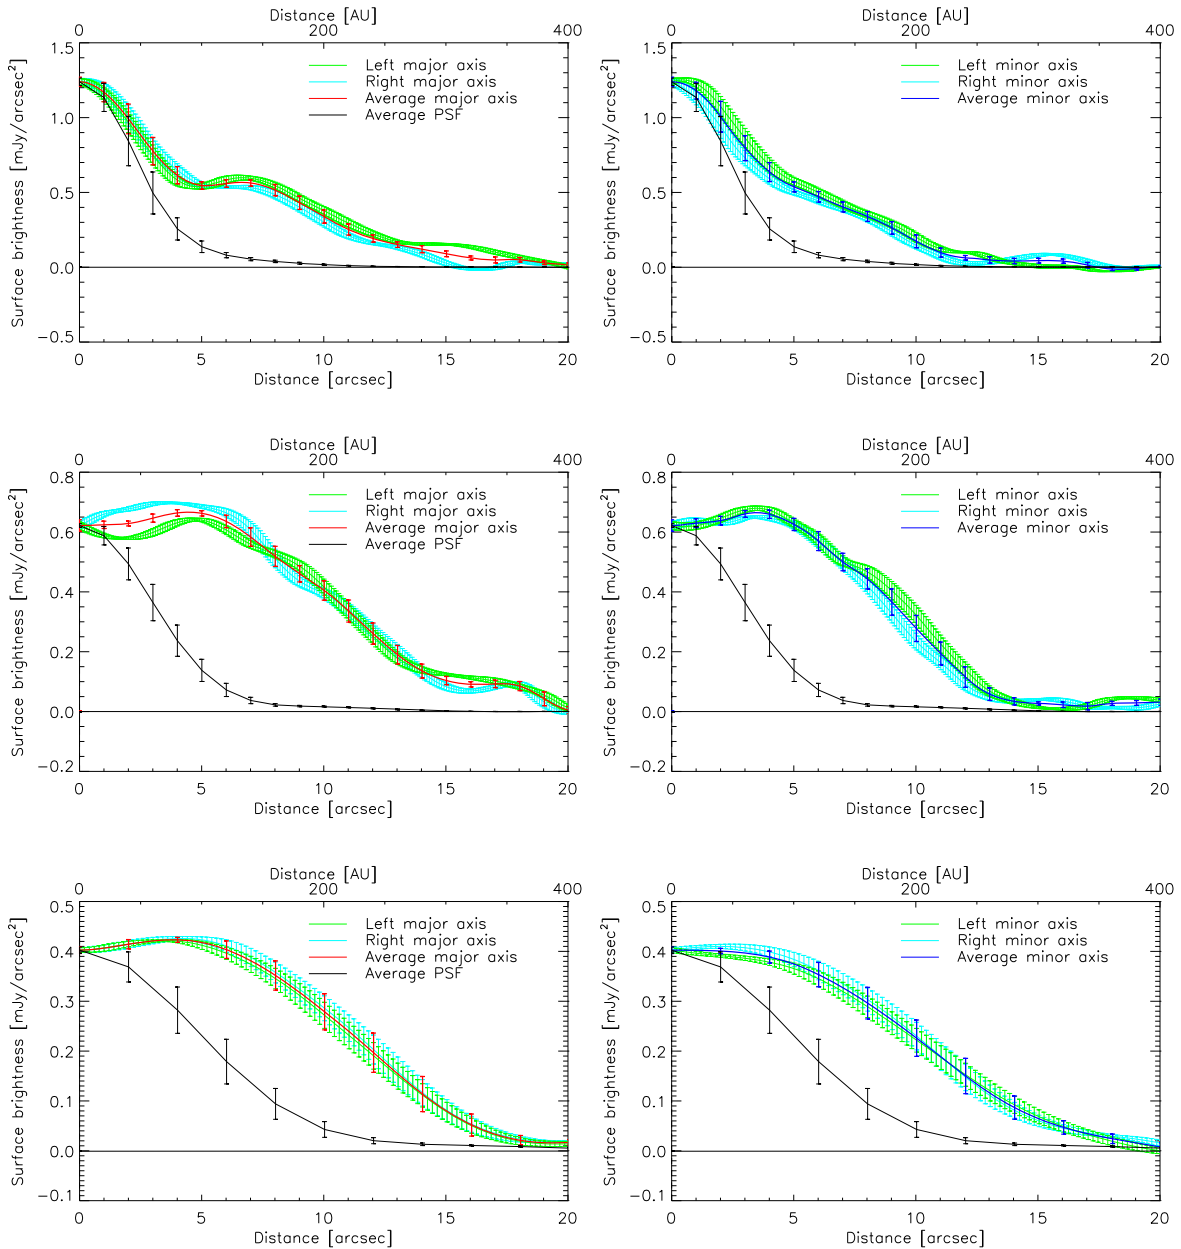 Distance [AU]
0 200 400
1.5
1.0
0.5
0.0
−0.5
Surface brightness [mJy/arcsec²]
Left major axis
Right major axis
Average major axis
Average PSF
0 5 10 15 20
Distance [arcsec]
Distance [AU]
0 200 400
1.5
1.0
0.5
0.0
−0.5
Surface brightness [mJy/arcsec²]
Left minor axis
Right minor axis
Average minor axis
0 5 10 15 20
Distance [arcsec]
Distance [AU]
0 200 400
0.8
0.6
0.4
0.2
0.0
−0.2
Surface brightness [mJy/arcsec²]
Left major axis
Right major axis
Average major axis
Average PSF
0 5 10 15 20
Distance [arcsec]
Distance [AU]
0 200 400
0.8
0.6
0.4
0.2
0.0
−0.2
Surface brightness [mJy/arcsec²]
Left minor axis
Right minor axis
Average minor axis
0 5 10 15 20
Distance [arcsec]
Distance [AU]
0 200 400
0.5
0.4
0.3
0.2
0.1
0.0
−0.1
Surface brightness [mJy/arcsec²]
Left major axis
Right major axis
Average major axis
Average PSF
0 5 10 15 20
Distance [arcsec]
Distance [AU]
0 200 400
0.5
0.4
0.3
0.2
0.1
0.0
−0.1
Surface brightness [mJy/arcsec²]
Left minor axis
Right minor axis
Average minor axis
0 5 10 15 20
Distance [arcsec]